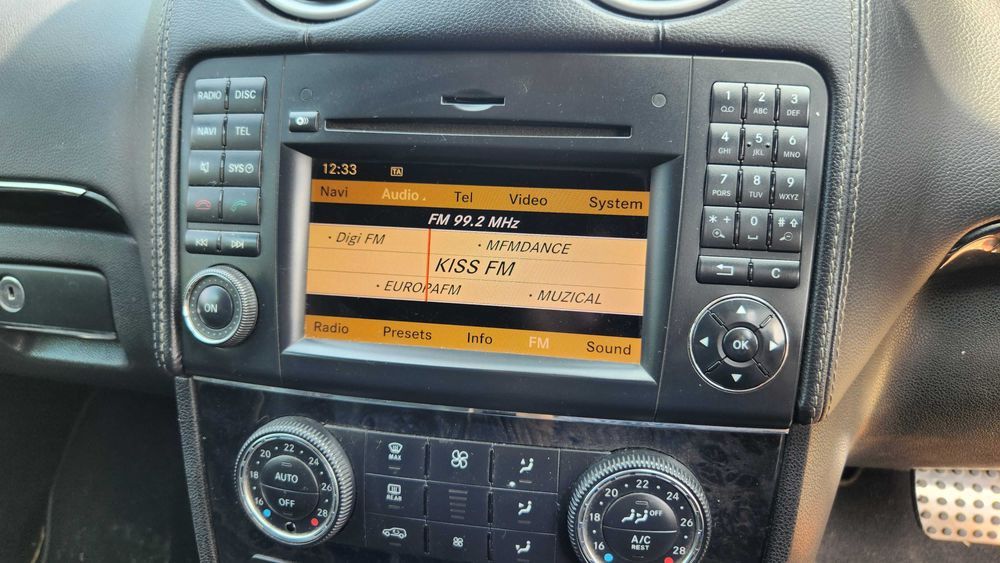 RADIO DISC
NAVI TEL
SYS
ON
12:33 TA
Navi Audio Tel Video System
FM 99.2 MHz
Digi FM MFMDANCE
KISS FM
EUROPAFM MUZICAL
Radio Presets Info FM Sound
1 2 ABC 3 DEF
4 GHI 5 JKL 6 MNO
7 PQRS 8 TUV 9 WXYZ
* + 0 # ⇧
C
OK
16 18 20 22 24 26 28
AUTO
OFF
MAX
REAR
16 18 20 22 24 26 28
OFF
A/C
REST